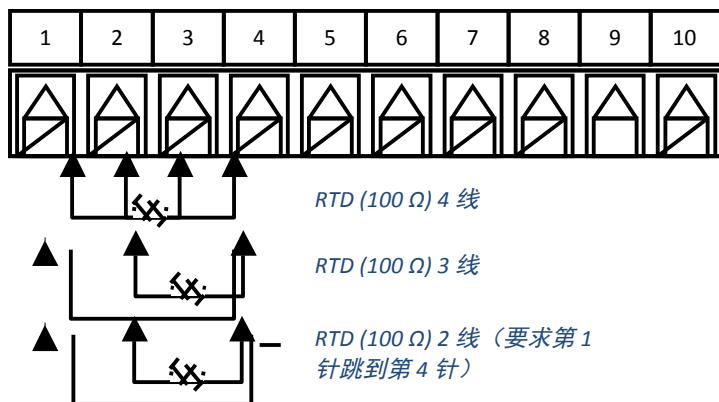 1 2 3 4 5 6 7 8 9 10
RTD (100 Ω) 4 线
RTD (100 Ω) 3 线
RTD (100 Ω) 2 线（要求第 1
针跳到第 4 针）